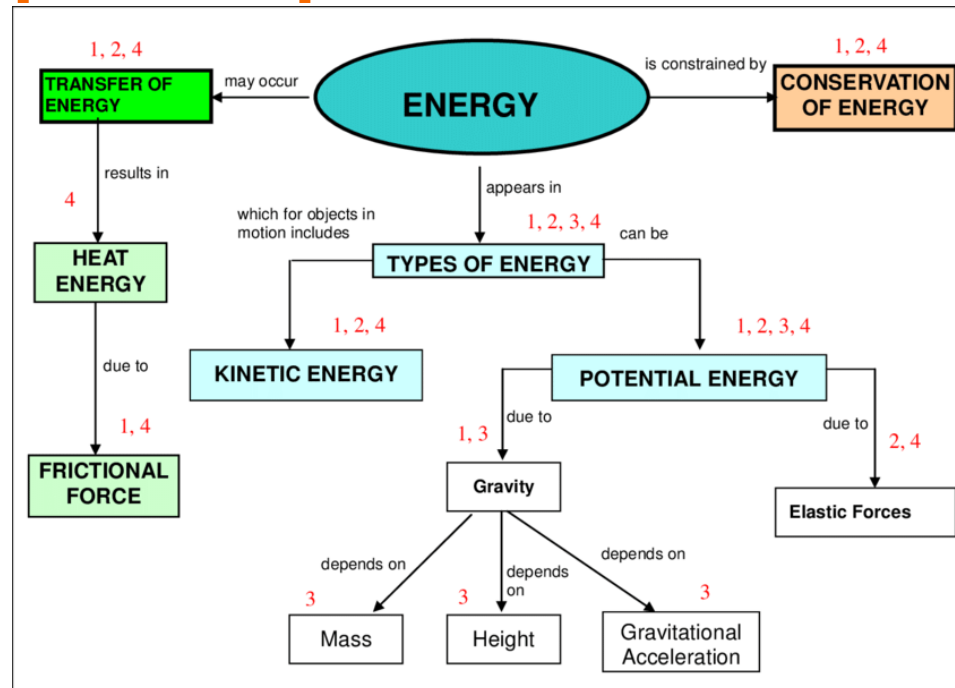 1, 2, 4
1, 2, 4
TRANSFER OF
ENERGY
may occur
ENERGY
is constrained by
CONSERVATION
OF ENERGY
results in
appears in
4
which for objects in
motion includes
1, 2, 3, 4
can be
HEAT
ENERGY
TYPES OF ENERGY
1, 2, 4
1, 2, 3, 4
due to
KINETIC ENERGY
POTENTIAL ENERGY
1, 4
due to
due to
1, 3
2, 4
FRICTIONAL
FORCE
Gravity
Elastic Forces
depends on
depends
on
depends on
3
3
3
Mass
Height
Gravitational
Acceleration